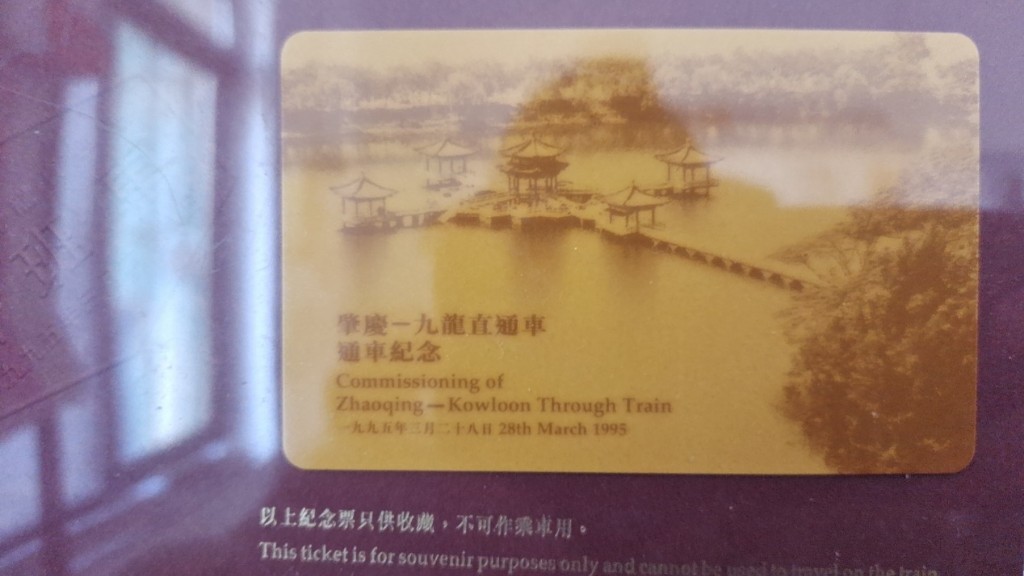 肇慶－九龍直通車
通車紀念
Commissioning of
Zhaoqing — Kowloon Through Train
一九九五年三月二十八日 28th March 1995
以上紀念票只供收藏，不可作乘車用。
This ticket is for souvenir purposes only and cannot be used to travel on the train.